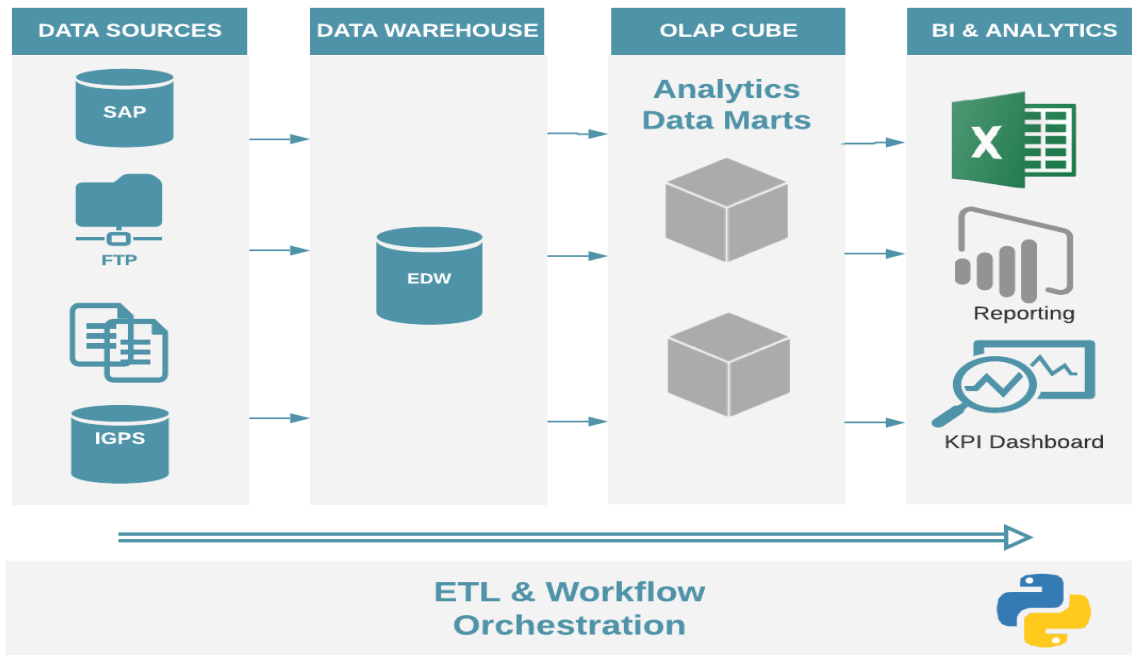 DATA SOURCES
DATA WAREHOUSE
OLAP CUBE
BI & ANALYTICS
SAP
FTP
IGPS
EDW
Analytics
Data Marts
X
Reporting
KPI Dashboard
ETL & Workflow
Orchestration